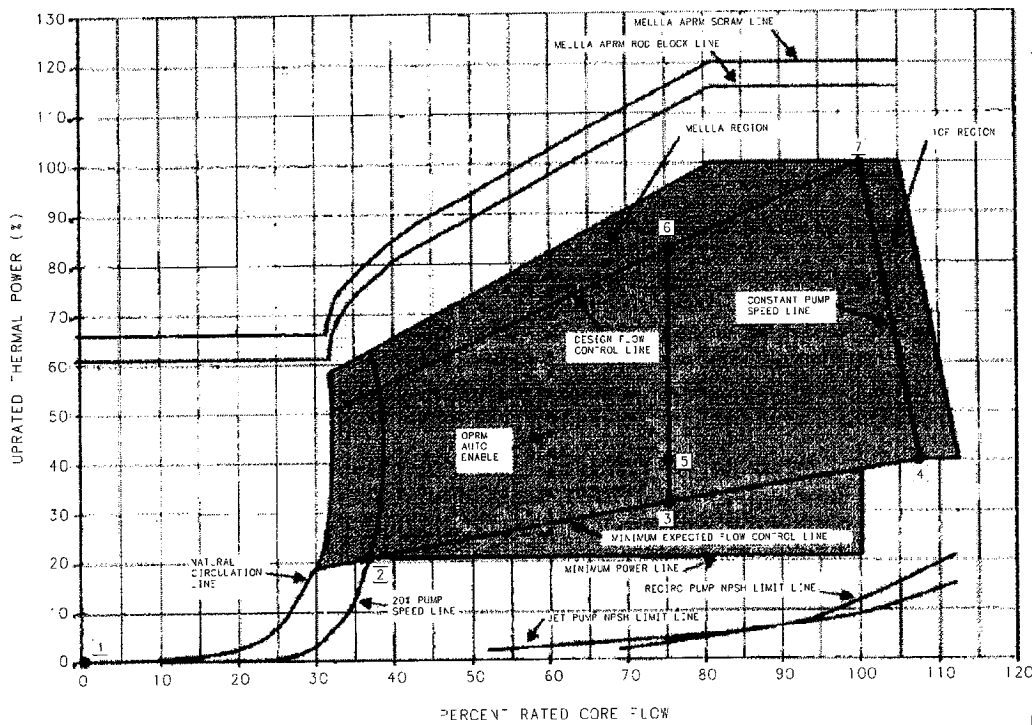 MELLLA APRM SCRAM LINE
MELLLA APRM ROD BLOCK LINE
MELLLA REGION
ICF REGION
130
120
110
100
90
80
70
60
50
40
30
20
10
0
UPRATED THERMAL POWER (%)
7
6
CONSTANT PUMP
SPEED LINE
DESIGN FLOW
CONTROL LINE
OPRM
AUTO
ENABLE
5
4
3
MINIMUM EXPECTED FLOW CONTROL LINE
MINIMUM POWER LINE
NATURAL
CIRCULATION
LINE
2
20% PUMP
SPEED LINE
RECIRC PUMP NPSH LIMIT LINE
JET PUMP NPSH LIMIT LINE
1
0 10 20 30 40 50 60 70 80 90 100 110 120
PERCENT RATED CORE FLOW